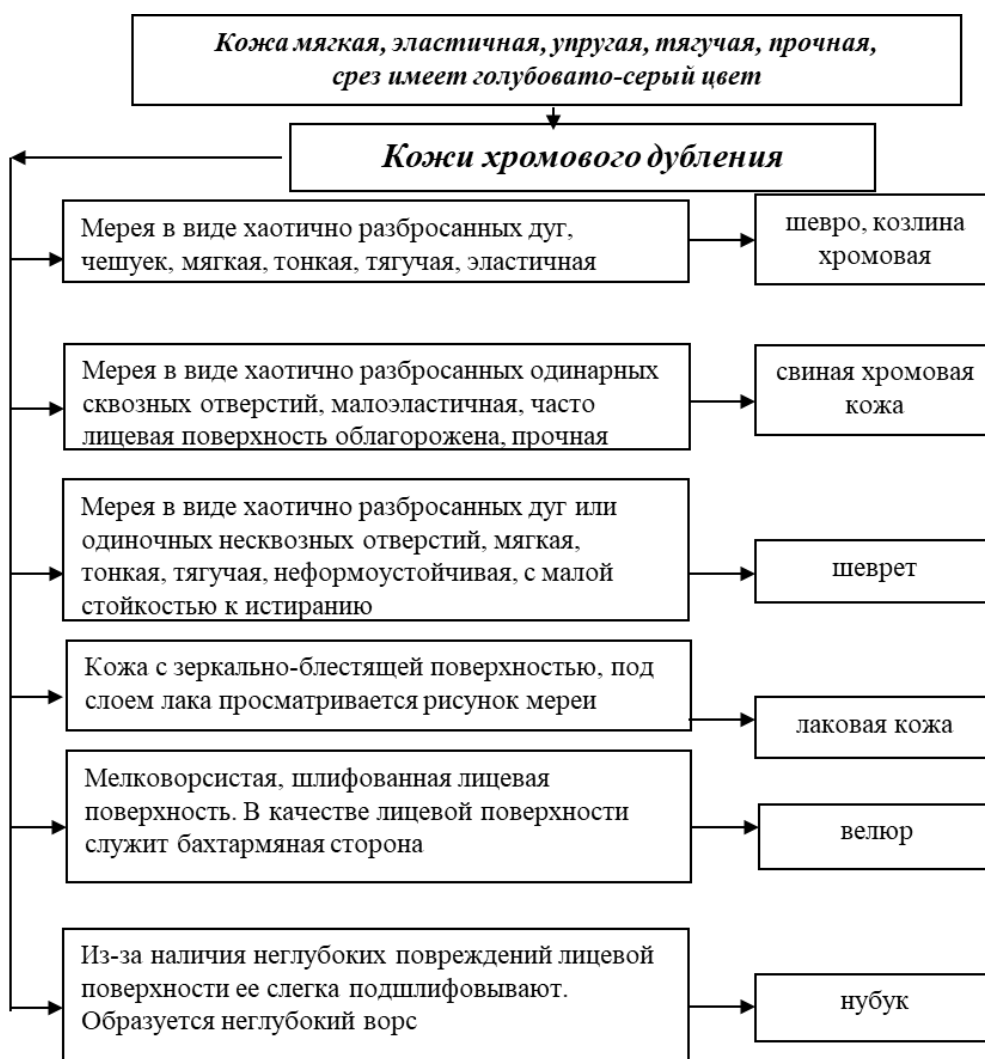 Кожа мягкая, эластичная, упругая, тягучая, прочная,
срез имеет голубовато-серый цвет
Кожи хромового дубления
Мерея в виде хаотично разбросанных дуг,
чешуек, мягкая, тонкая, тягучая, эластичная
шевро, козлина
хромовая
Мерея в виде хаотично разбросанных одинарных
сквозных отверстий, малоэластичная, часто
лицевая поверхность облагорожена, прочная
свиная хромовая
кожа
Мерея в виде хаотично разбросанных дуг или
одиночных несквозных отверстий, мягкая,
тонкая, тягучая, неформоустойчивая, с малой
стойкостью к истиранию
шеврет
Кожа с зеркально-блестящей поверхностью, под
слоем лака просматривается рисунок мереи
лаковая кожа
Мелковорсистая, шлифованная лицевая
поверхность. В качестве лицевой поверхности
служит бахтармяная сторона
велюр
Из-за наличия неглубоких повреждений лицевой
поверхности ее слегка подшлифовывают.
Образуется неглубокий ворс
нубук